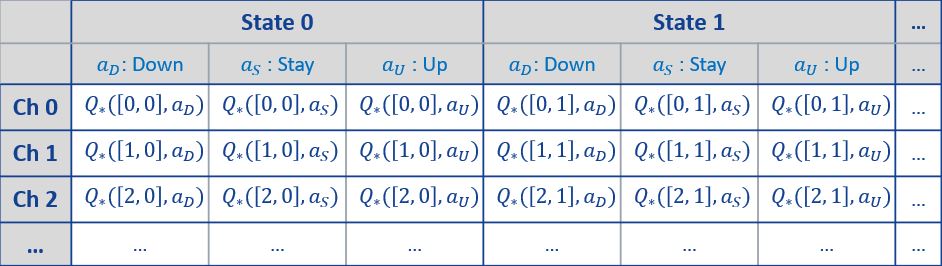 State 0 State 1 ...
a_D: Down a_S : Stay a_U : Up a_D: Down a_S : Stay a_U : Up ...
Ch 0 Q_*([0, 0], a_D) Q_*([0, 0], a_S) Q_*([0, 0], a_U) Q_*([0, 1], a_D) Q_*([0, 1], a_S) Q_*([0, 1], a_U) ...
Ch 1 Q_*([1, 0], a_D) Q_*([1, 0], a_S) Q_*([1, 0], a_U) Q_*([1, 1], a_D) Q_*([1, 1], a_S) Q_*([1, 1], a_U) ...
Ch 2 Q_*([2, 0], a_D) Q_*([2, 0], a_S) Q_*([2, 0], a_U) Q_*([2, 1], a_D) Q_*([2, 1], a_S) Q_*([2, 1], a_U) ...
... ... ... ... ... ... ... ...